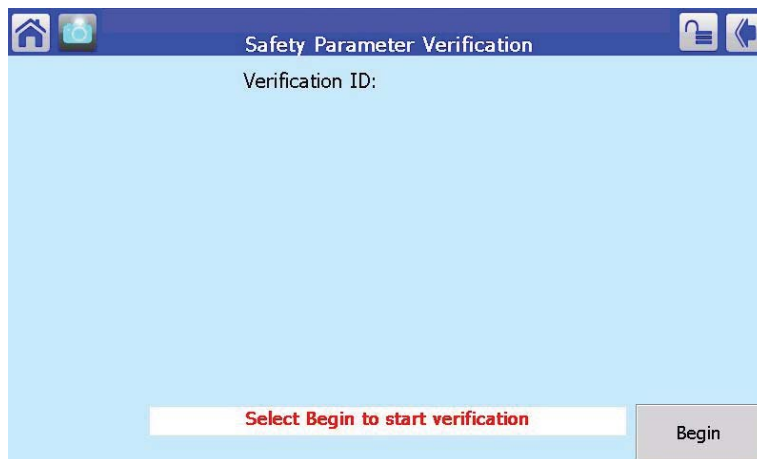 Safety Parameter Verification
Verification ID:
Select Begin to start verification
Begin